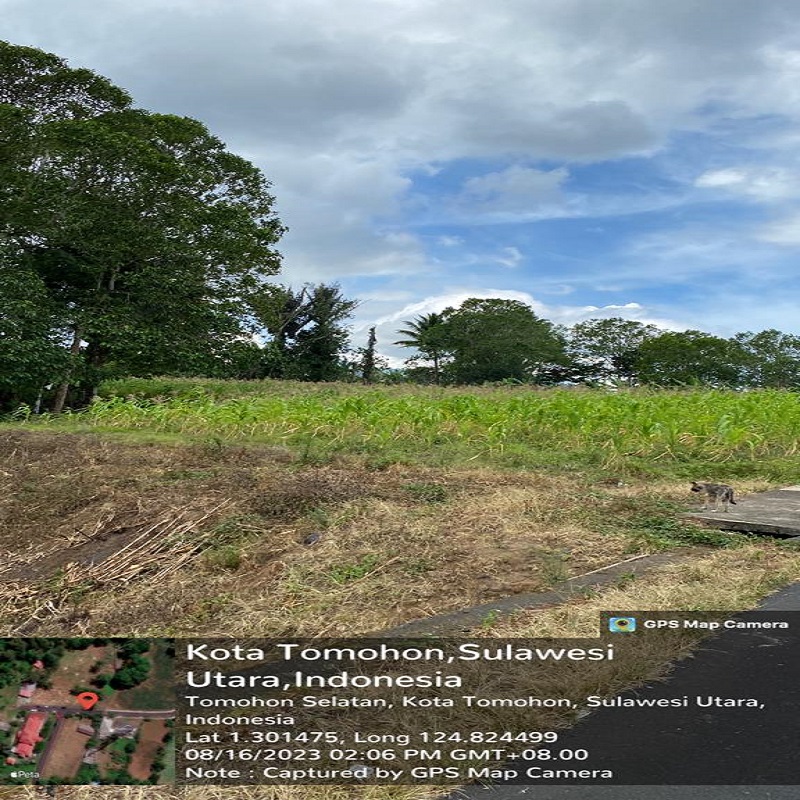 GPS Map Camera
Kota Tomohon,Sulawesi
Utara,Indonesia
Tomohon Selatan, Kota Tomohon, Sulawesi Utara,
Indonesia
Lat 1.301475, Long 124.824499
08/16/2023 02:06 PM GMT+08.00
Note : Captured by GPS Map Camera
Peta